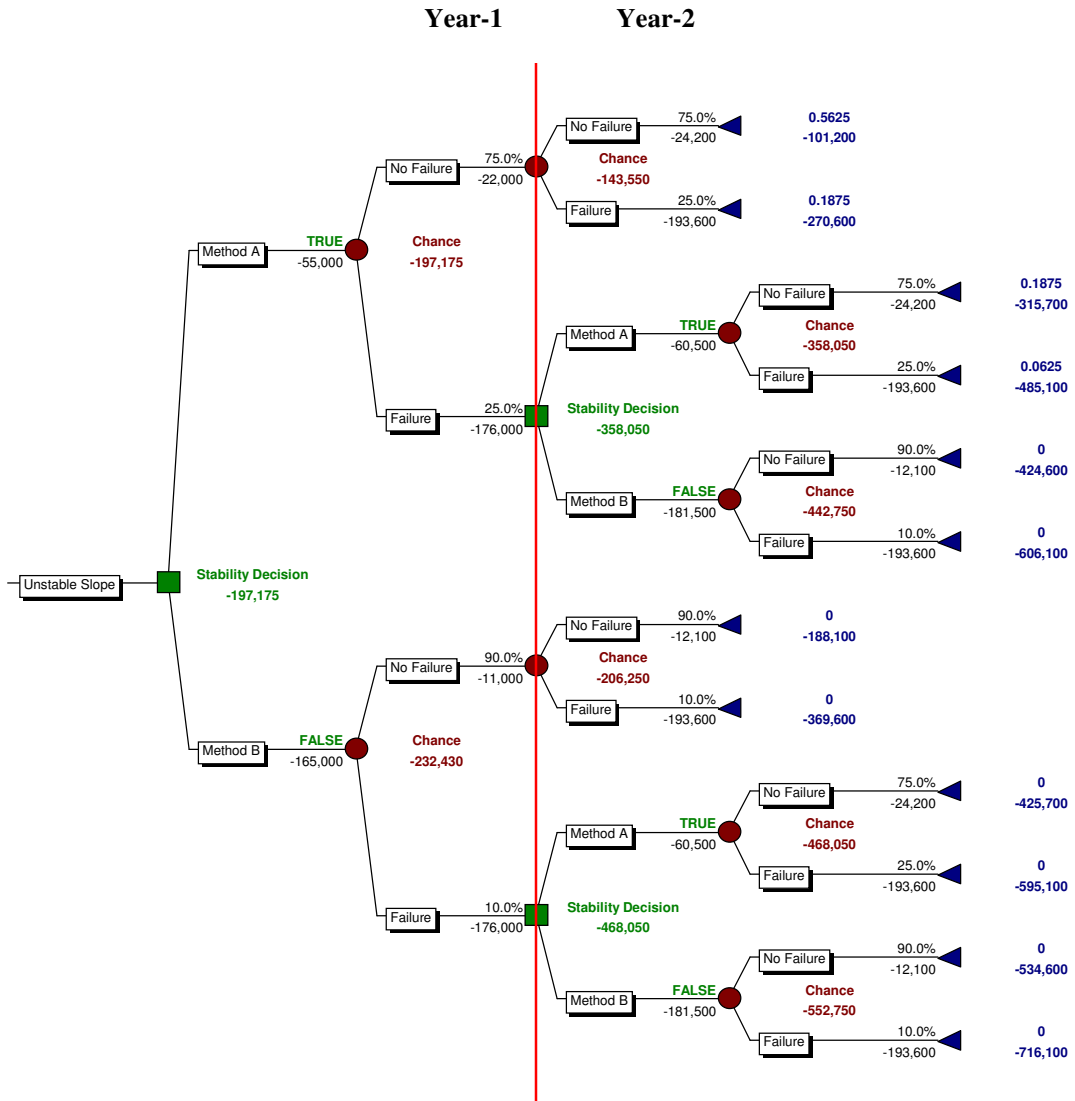 Year-1 Year-2
No Failure 75.0% -24,200 0.5625 -101,200
No Failure 75.0% -22,000 Chance -143,550
Failure 25.0% -193,600 0.1875 -270,600
Method A TRUE -55,000 Chance -197,175
No Failure 75.0% -24,200 0.1875 -315,700
Method A TRUE -60,500 Chance -358,050
Failure 25.0% -193,600 0.0625 -485,100
Failure 25.0% -176,000 Stability Decision -358,050
No Failure 90.0% -12,100 0 -424,600
Method B FALSE -181,500 Chance -442,750
Failure 10.0% -193,600 0 -606,100
Unstable Slope Stability Decision -197,175
No Failure 90.0% -12,100 0 -188,100
No Failure 90.0% -11,000 Chance -206,250
Failure 10.0% -193,600 0 -369,600
Method B FALSE -165,000 Chance -232,430
No Failure 75.0% -24,200 0 -425,700
Method A TRUE -60,500 Chance -468,050
Failure 25.0% -193,600 0 -595,100
Failure 10.0% -176,000 Stability Decision -468,050
No Failure 90.0% -12,100 0 -534,600
Method B FALSE -181,500 Chance -552,750
Failure 10.0% -193,600 0 -716,100